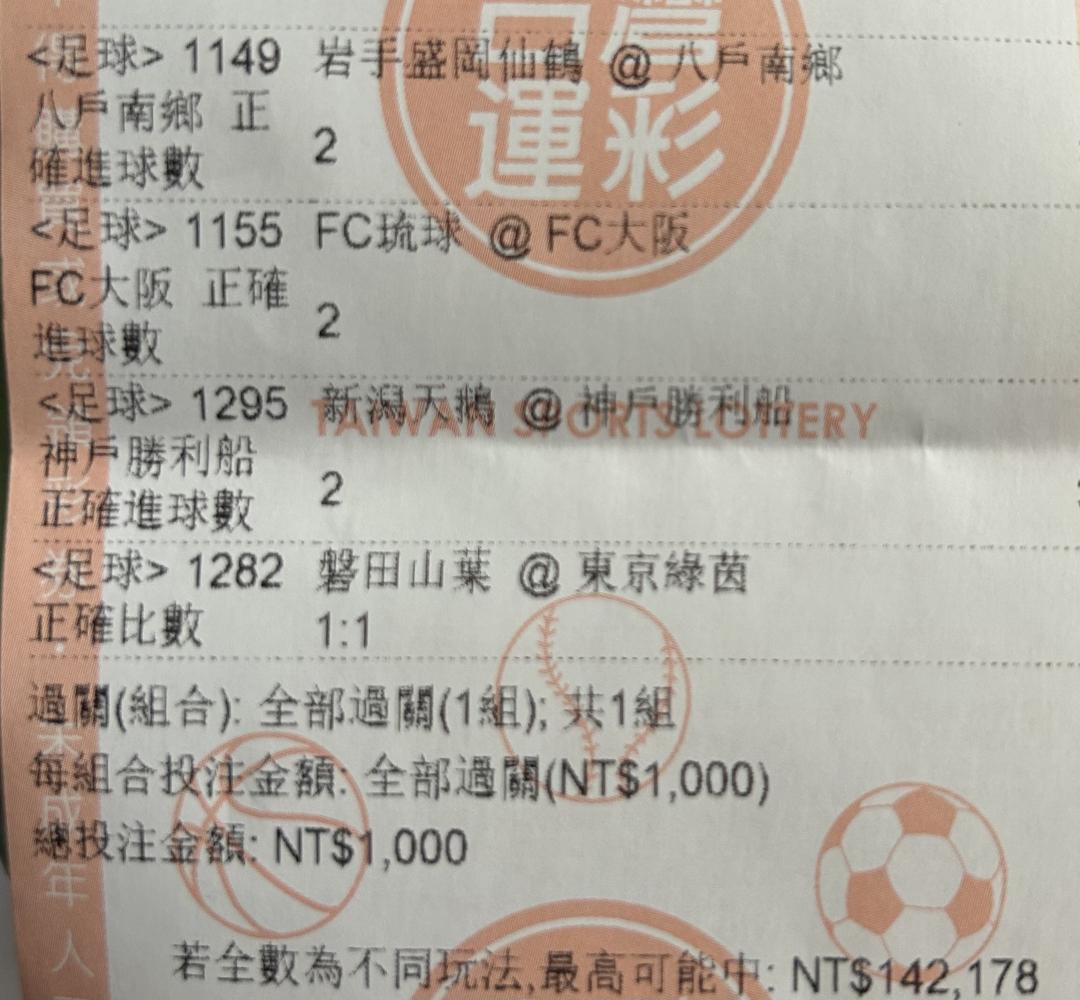 <足球> 1149 岩手盛岡仙鶴 @ 八戶南鄉
八戶南鄉 正
確進球數
2
<足球> 1155 FC琉球 @ FC大阪
FC大阪 正確
進球數
2
<足球> 1295 新潟天鵝 @ 神戶勝利船
TAIWAN SPORTS LOTTERY
神戶勝利船
正確進球數
2
<足球> 1282 磐田山葉 @ 東京綠茵
正確比數 1:1
過關(組合): 全部過關(1組); 共1組
每組合投注金額: 全部過關(NT$1,000)
總投注金額: NT$1,000
若全數為不同玩法,最高可能中: NT$142,178
運彩
未成年人